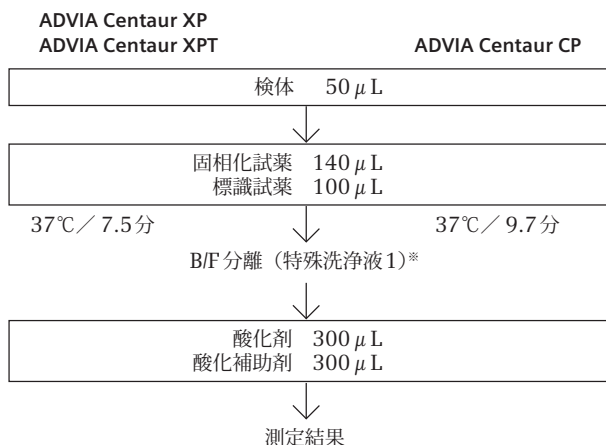 ADVIA Centaur XP
ADVIA Centaur XPT
ADVIA Centaur CP
検体 50μL
固相化試薬 140μL
標識試薬 100μL
37℃／7.5分
37℃／9.7分
B/F分離（特殊洗浄液1）※
酸化剤 300μL
酸化補助剤 300μL
測定結果